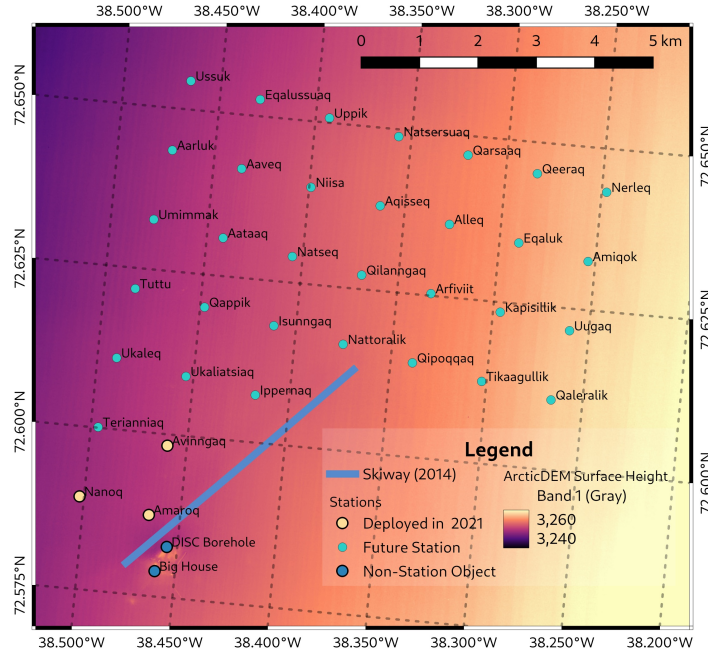 38.500°W 38.450°W 38.400°W 38.350°W 38.300°W 38.250°W
0 1 2 3 4 5 km
72.650°N
72.625°N
72.600°N
72.575°N
Ussuk
Eqalussuaq
Uppik
Natsersuaq
Qarsaaq
Qeeraq
Nerleq
Aarluk
Aaveq
Niisa
Aqisseq
Alleq
Eqaluk
Amiqok
Umimmak
Aataaq
Natseq
Qilanngaq
Arfiviit
Kapisillik
Uugaq
Tuttu
Qappik
Isunngaq
Nattoralik
Qipoqqaq
Tikaagullik
Qaleralik
Ukaleq
Ukaliatsiaq
Ippernaq
Terianniaq
Avinngaq
Nanoq
Amaroq
DISC Borehole
Big House
Legend
Skiway (2014)
Stations
Deployed in 2021
Future Station
Non-Station Object
ArcticDEM Surface Height
Band 1 (Gray)
3,260
3,240
72.650°N
72.625°N
72.600°N
38.500°W 38.450°W 38.400°W 38.350°W 38.300°W 38.250°W 38.200°W